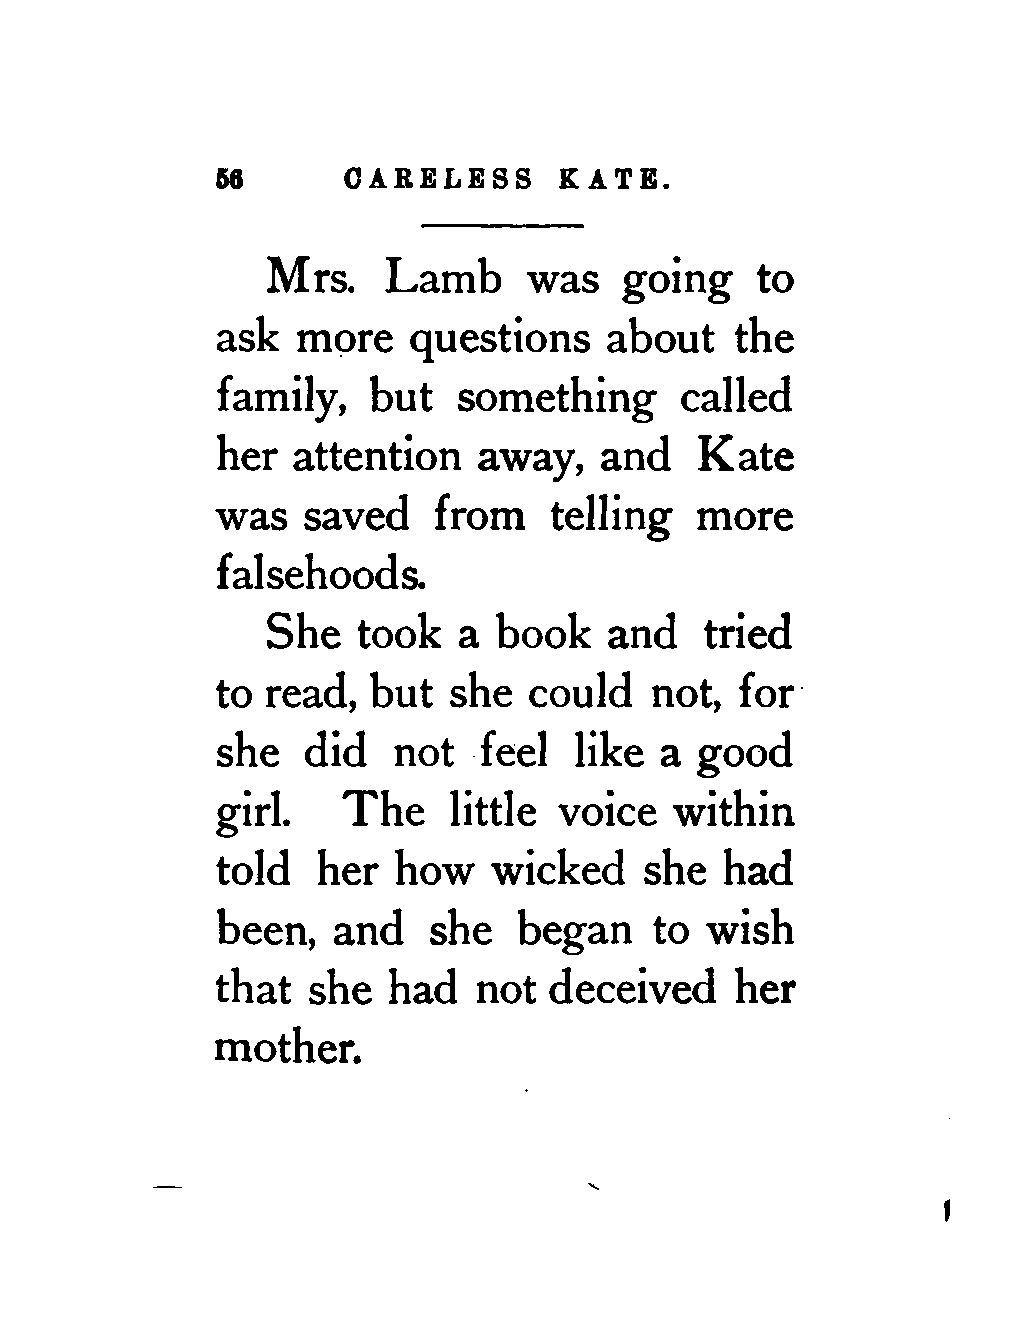 56 CARELESS KATE.
Mrs. Lamb was going to
ask more questions about the
family, but something called
her attention away, and Kate
was saved from telling more
falsehoods.
She took a book and tried
to read, but she could not, for
she did not feel like a good
girl. The little voice within
told her how wicked she had
been, and she began to wish
that she had not deceived her
mother.